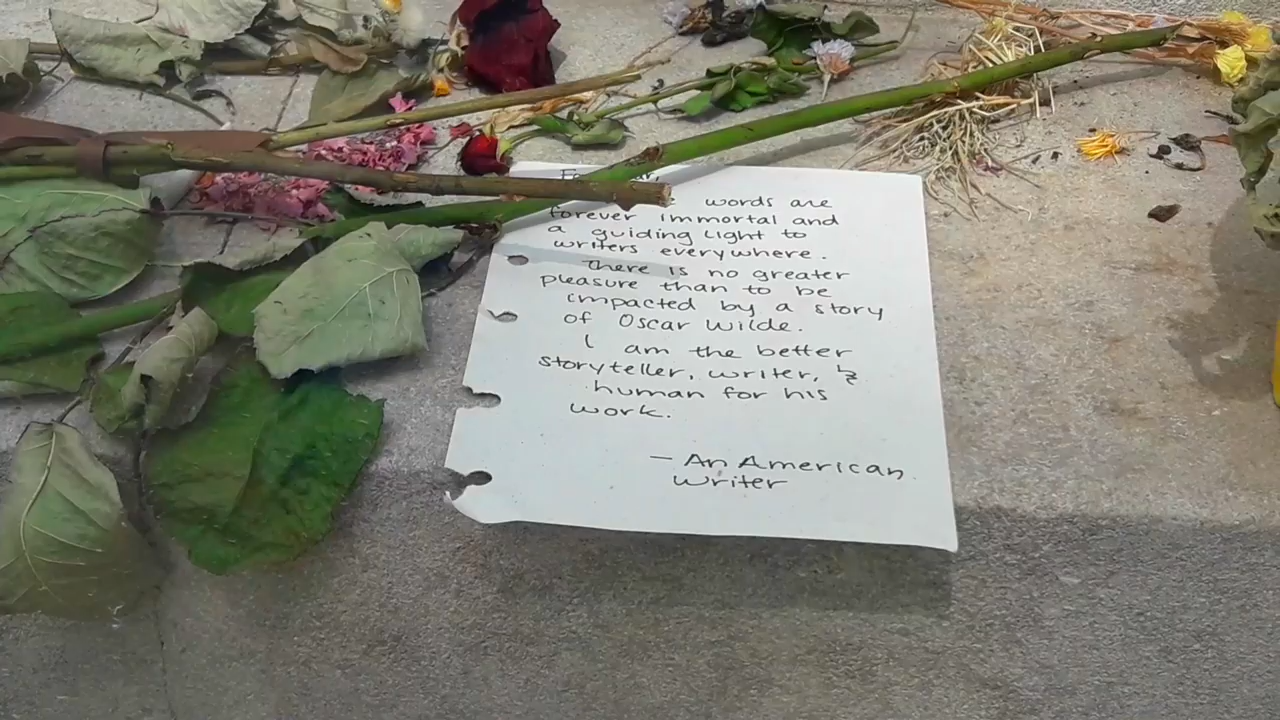 words are
forever immortal and
a guiding light to
writers everywhere.
There is no greater
pleasure than to be
impacted by a story
of Oscar Wilde.
I am the better
storyteller, writer, &
human for his
work.
– An American
writer